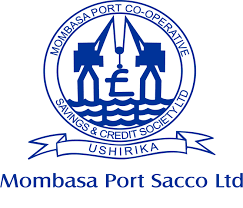 MOMBASA PORT CO-OPERATIVE
SAVINGS & CREDIT SOCIETY LTD
USHIRIKA
Mombasa Port Sacco Ltd